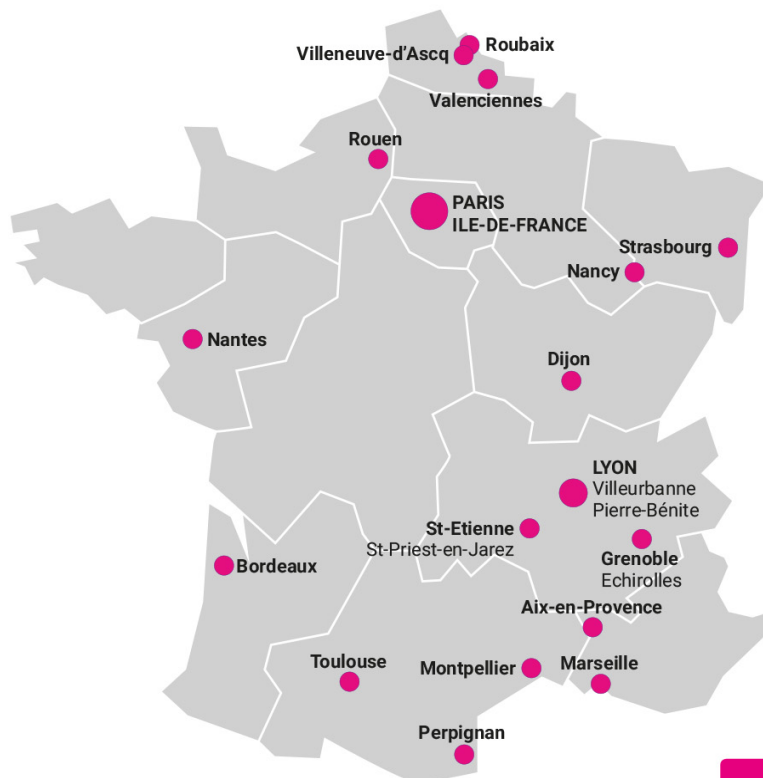 Roubaix
Villeneuve-d'Ascq
Valenciennes
Rouen
PARIS
ILE-DE-FRANCE
Strasbourg
Nancy
Nantes
Dijon
LYON
Villeurbanne
Pierre-Bénite
St-Etienne
St-Priest-en-Jarez
Grenoble
Echirolles
Bordeaux
Aix-en-Provence
Toulouse
Montpellier
Marseille
Perpignan